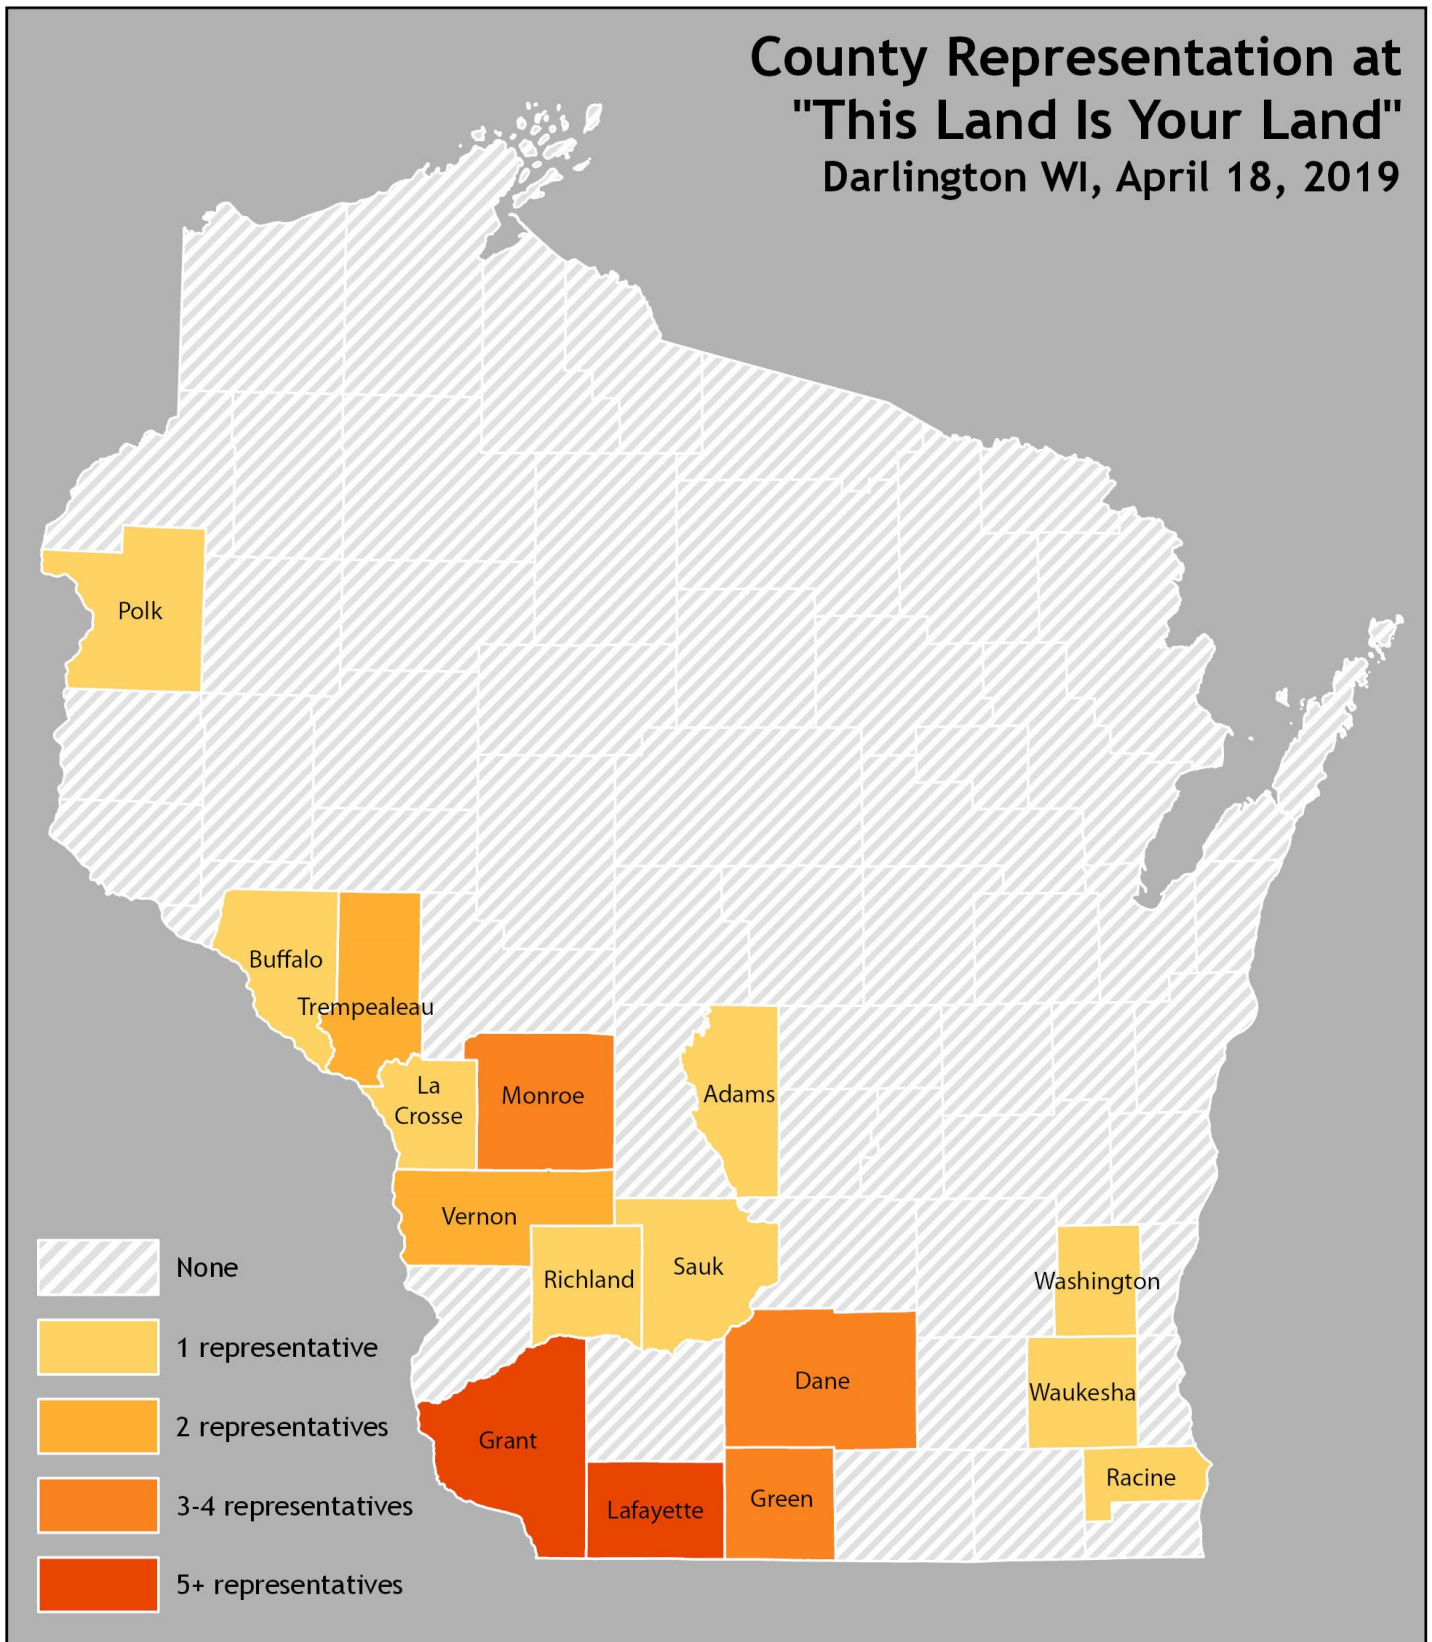 County Representation at
"This Land Is Your Land"
Darlington WI, April 18, 2019
Polk
Buffalo
Trempealeau
La
Crosse
Monroe
Adams
Vernon
Richland
Sauk
Washington
Dane
Waukesha
Grant
Lafayette
Green
Racine
None
1 representative
2 representatives
3-4 representatives
5+ representatives